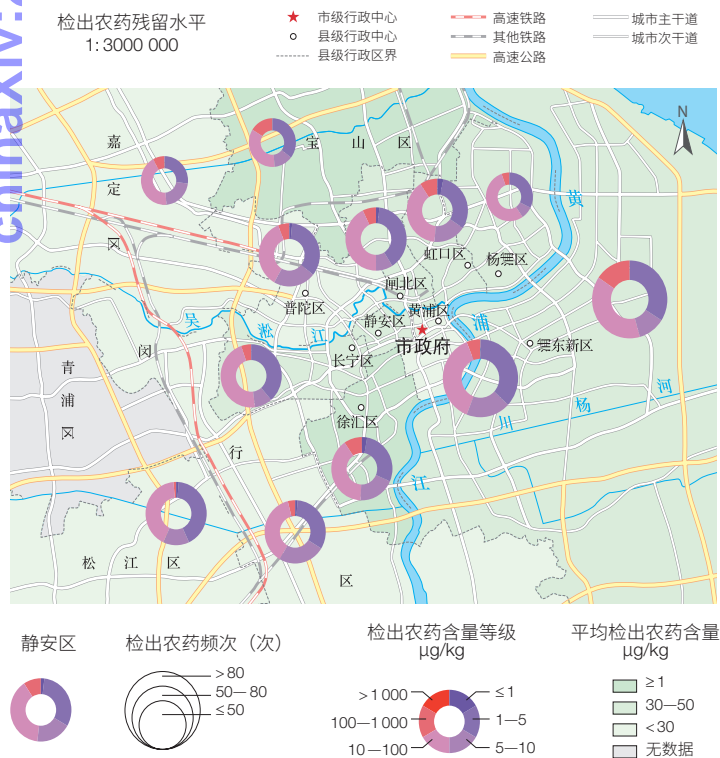 检出农药残留水平
1: 3000 000
市级行政中心
县级行政中心
县级行政区界
高速铁路
其他铁路
高速公路
城市主干道
城市次干道
chinaxiv:2
N
嘉定区
宝山区
黄浦江
虹口区
杨
区
闸北区
普陀区
黄浦区
静安区
吴淞江
市政府
长宁区
东新区
闵行区
青浦区
川杨河
徐汇区
松江区
静安区
检出农药频次（次）
>80
50—80
≤50
检出农药含量等级
μg/kg
>1 000
100—1 000
10—100
≤1
1—5
5—10
平均检出农药含量
μg/kg
≥1
30—50
<30
无数据